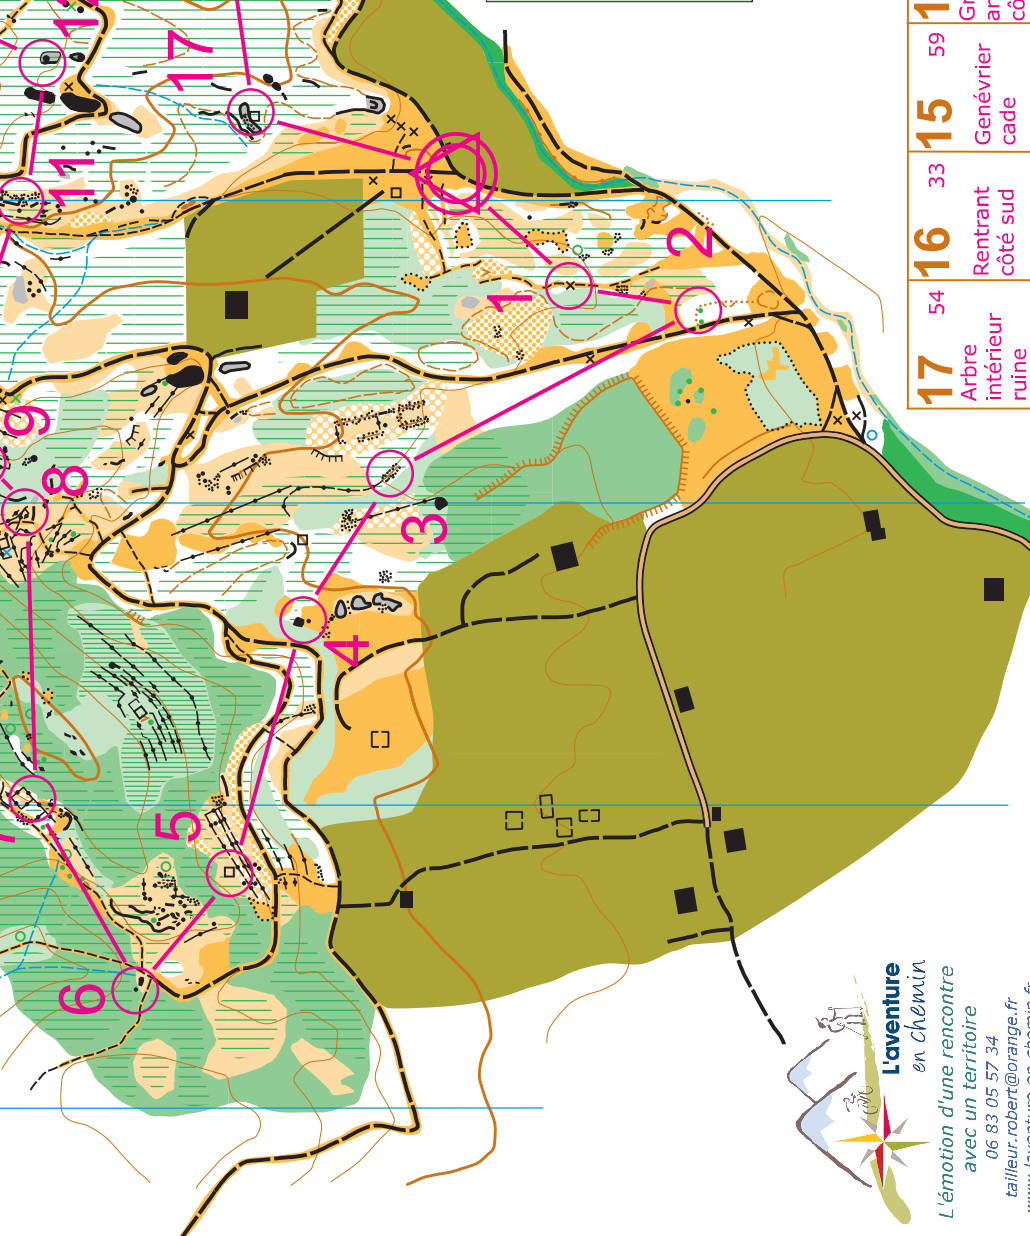 1
2
3
4
5
6
8
9
11
17
17 54
Arbre
intérieur
ruine
16 33
Rentrant
côté sud
15 59
Genévrier
cade
L'aventure
en chemin
L'émotion d'une rencontre
avec un territoire
06 83 05 57 34
tailleur.robert@orange.fr